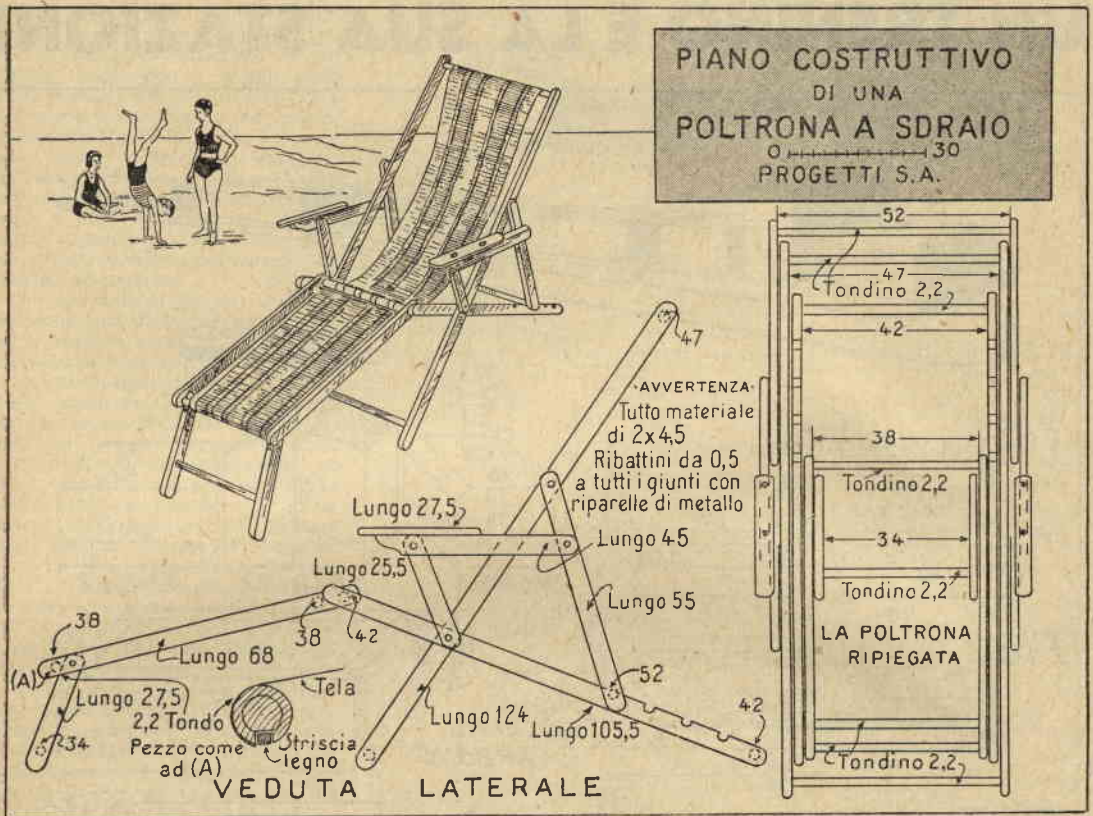 PIANO COSTRUTTIVO
DI UNA
POLTRONA A SDRAIO
0 30
PROGETTI S.A.
52
47
Tondino 2,2
42
38
Tondino 2,2
34
Tondino 2,2
LA POLTRONA
RIPIEGATA
Tondino 2,2
47
AVVERTENZA
Tutto materiale
di 2x4,5
Ribattini da 0,5
a tutti i giunti con
riparelle di metallo
Lungo 27,5
Lungo 45
Lungo 25,5
Lungo 55
38
38
42
Lungo 68
(A)
Lungo 27,5
Tela
52
2,2 Tondo
Lungo 124
Lungo 105,5
42
34
Pezzo come
ad (A)
Striscia
legno
VEDUTA LATERALE